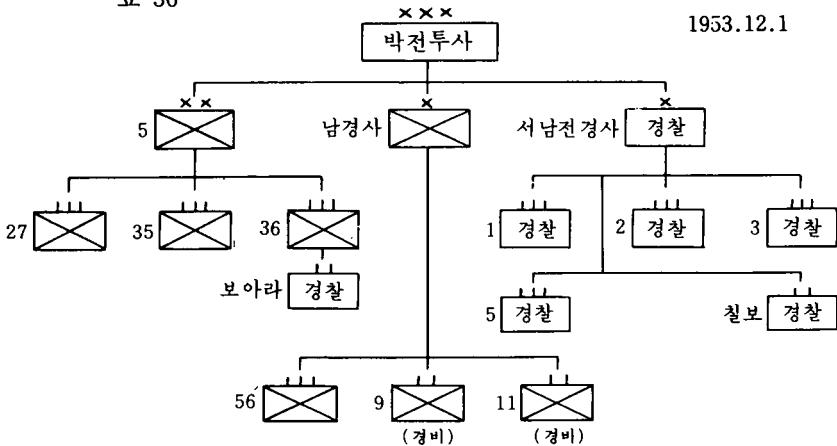 표 36
1953.12.1
×××
박전투사
××
5
×
남경사
×
서남전경사 경찰
27
35
36
1 경찰
2 경찰
3 경찰
보아라 경찰
5 경찰
칠보 경찰
56
9
11
(경비)
(경비)